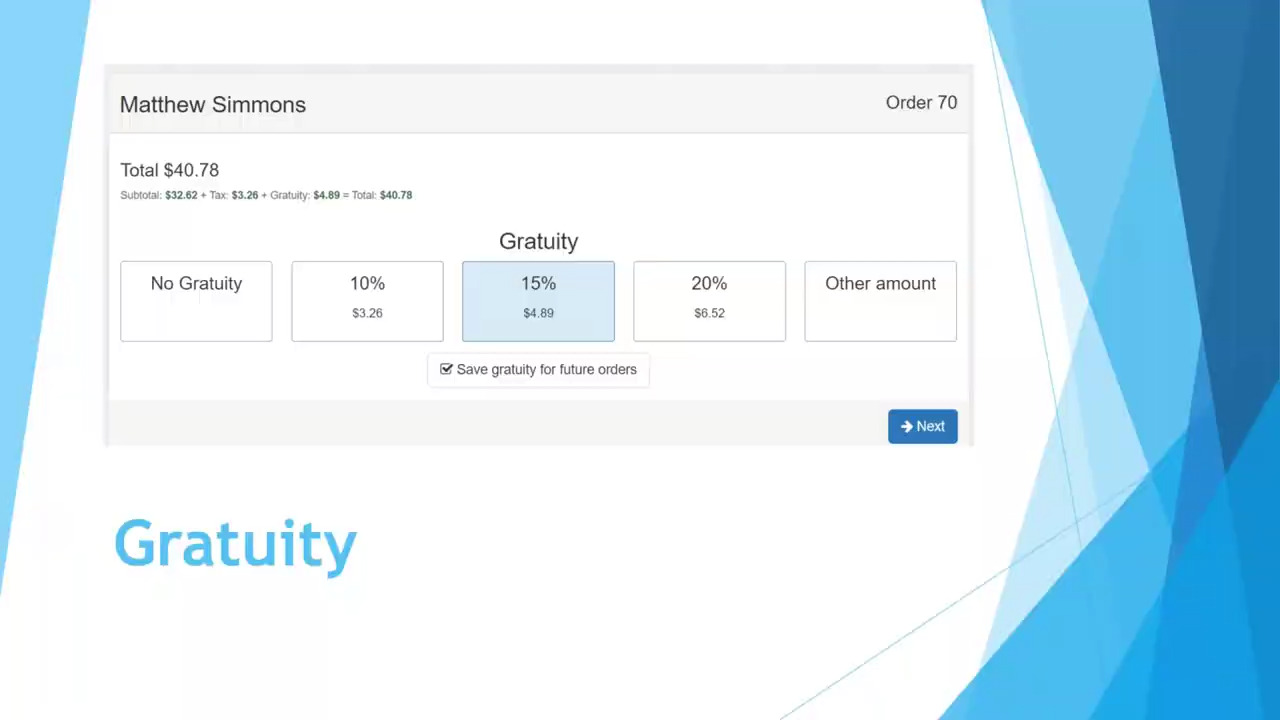 Matthew Simmons
Order 70
Total $40.78
Subtotal: $32.62 + Tax: $3.26 + Gratuity: $4.89 = Total: $40.78
Gratuity
No Gratuity
10%
$3.26
15%
$4.89
20%
$6.52
Other amount
Save gratuity for future orders
Next
Gratuity